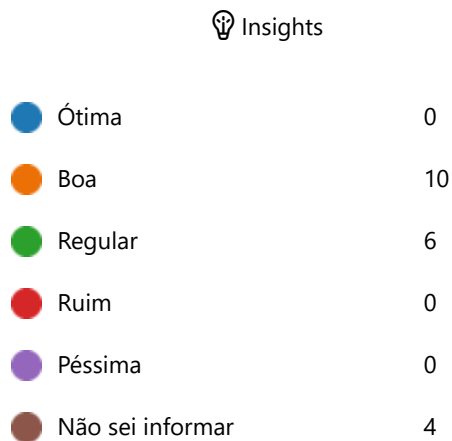 Insights
Ótima 0
Boa 10
Regular 6
Ruim 0
Péssima 0
Não sei informar 4